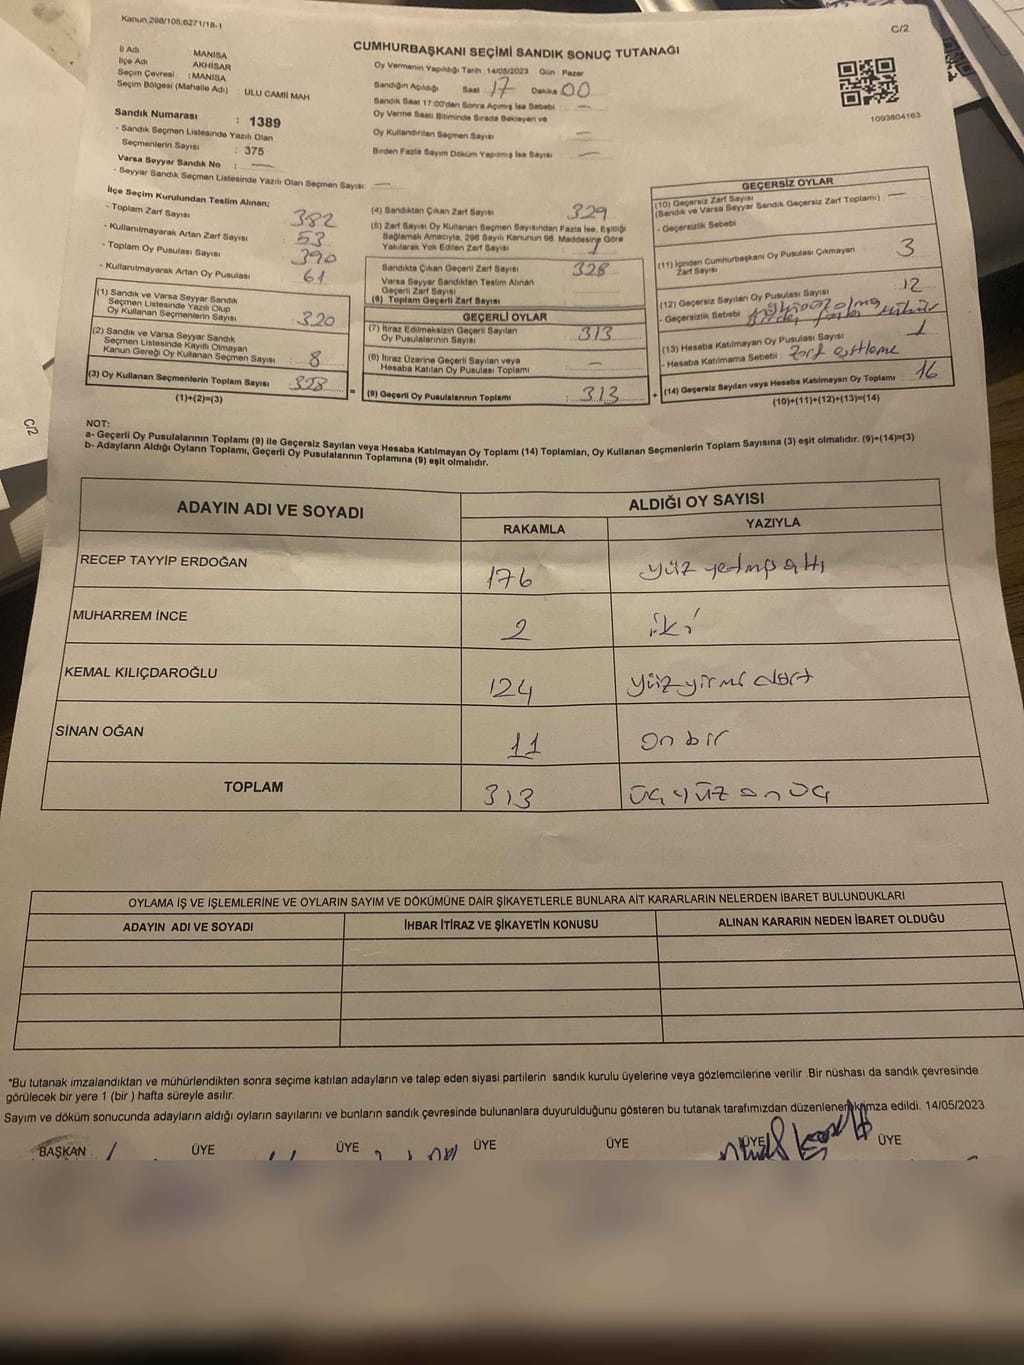 Kanun 298/105,6271/18-1
C/2
CUMHURBAŞKANI SEÇİMİ SANDIK SONUÇ TUTANAĞI
İl Adı : MANİSA
İlçe Adı : AKHİSAR
Seçim Çevresi : MANİSA
Seçim Bölgesi (Mahalle Adı) : ULU CAMİİ MAH
Oy Vermenin Yapıldığı Tarih :14/05/2023 Gün : Pazar
Sandığın Açıldığı Saat : 17 Dakika : 00
Sandık Saat 17:00'den Sonra Açımış İse Sebebi : —
Oy Verme Saati Bitiminde Sırada Bekleyen ve
Oy Kullandırılan Seçmen Sayısı : —
Birden Fazla Sayım Döküm Yapılmış İse Sayısı : —
1093804163
Sandık Numarası : 1389
- Sandık Seçmen Listesinde Yazılı Olan
Seçmenlerin Sayısı : 375
Varsa Seyyar Sandık No : —
- Seyyar Sandık Seçmen Listesinde Yazılı Olan Seçmen Sayısı : —
İlçe Seçim Kurulundan Teslim Alınan;
- Toplam Zarf Sayısı : 382
- Kullanılmayarak Artan Zarf Sayısı : 53
- Toplam Oy Pusulası Sayısı : 390
- Kullanılmayarak Artan Oy Pusulası : 61
(1) Sandık ve Varsa Seyyar Sandık
Seçmen Listesinde Yazılı Olup
Oy Kullanan Seçmenlerin Sayısı : 320
(2) Sandık ve Varsa Seyyar Sandık
Seçmen Listesinde Kayıtlı Olmayan
Kanun Gereği Oy Kullanan Seçmen Sayısı : 8
(3) Oy Kullanan Seçmenlerin Toplam Sayısı : 328
(1)+(2)=(3)
(4) Sandıktan Çıkan Zarf Sayısı : 329
(5) Zarf Sayısı Oy Kullanan Seçmen Sayısından Fazla İse, Eşitliği
Sağlamak Amacıyla, 298 Sayılı Kanunun 98. Maddesine Göre
Yakılarak Yok Edilen Zarf Sayısı : 1
Sandıkta Çıkan Geçerli Zarf Sayısı : 328
Varsa Seyyar Sandıktan Teslim Alınan
Geçerli Zarf Sayısı
(6) Toplam Geçerli Zarf Sayısı
GEÇERLİ OYLAR
(7) İtiraz Edilmeksizin Geçerli Sayılan
Oy Pusulalarının Sayısı : 313
(8) İtiraz Üzerine Geçerli Sayılan veya
Hesaba Katılan Oy Pusulası Toplamı : —
(9) Geçerli Oy Pusulalarının Toplamı : 313
GEÇERSİZ OYLAR
(10) Geçersiz Zarf Sayısı
(Sandık ve Varsa Seyyar Sandık Geçersiz Zarf Toplamı) : —
- Geçersizlik Sebebi
(11) İçinden Cumhurbaşkanı Oy Pusulası Çıkmayan
Zarf Sayısı 3
(12) Geçersiz Sayılan Oy Pusulası Sayısı 12
- Geçersizlik Sebebi birden fazla mühür
(13) Hesaba Katılmayan Oy Pusulası Sayısı 1
- Hesaba Katılmama Sebebi : Zarf eşitleme
(14) Geçersiz Sayılan veya Hesaba Katılmayan Oy Toplamı 16
(10)+(11)+(12)+(13)=(14)
NOT:
a- Geçerli Oy Pusulalarının Toplamı (9) ile Geçersiz Sayılan veya Hesaba Katılmayan Oy Toplamı (14) Toplamları, Oy Kullanan Seçmenlerin Toplam Sayısına (3) eşit olmalıdır. (9)+(14)=(3)
b- Adayların Aldığı Oyların Toplamı, Geçerli Oy Pusulalarının Toplamına (9) eşit olmalıdır.
C/2
ADAYIN ADI VE SOYADI
ALDIĞI OY SAYISI
RAKAMLA YAZIYLA
RECEP TAYYİP ERDOĞAN 176 yüz yetmiş altı
MUHARREM İNCE 2 iki
KEMAL KILIÇDAROĞLU 124 yüz yirmi dört
SİNAN OĞAN 11 on bir
TOPLAM 313 üç yüz on üç
OYLAMA İŞ VE İŞLEMLERİNE VE OYLARIN SAYIM VE DÖKÜMÜNE DAİR ŞİKAYETLERLE BUNLARA AİT KARARLARIN NELERDEN İBARET BULUNDUKLARI
ADAYIN ADI VE SOYADI İHBAR İTİRAZ VE ŞİKAYETİN KONUSU ALINAN KARARIN NEDEN İBARET OLDUĞU
*Bu tutanak imzalandıktan ve mühürlendikten sonra seçime katılan adayların ve talep eden siyasi partilerin sandık kurulu üyelerine veya gözlemcilerine verilir .Bir nüshası da sandık çevresinde
görülecek bir yere 1 (bir ) hafta süreyle asılır.
Sayım ve döküm sonucunda adayların aldığı oyların sayılarını ve bunların sandık çevresinde bulunanlara duyurulduğunu gösteren bu tutanak tarafımızdan düzenlenerek imza edildi. 14/05/2023
BAŞKAN ÜYE ÜYE ÜYE ÜYE ÜYE ÜYE